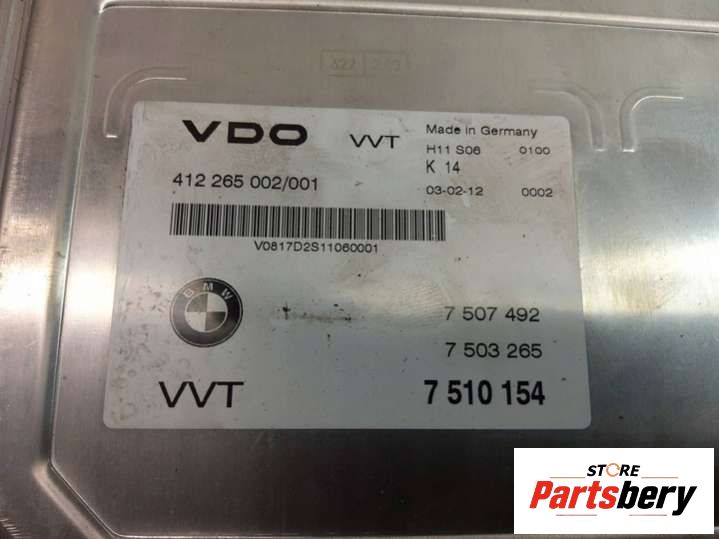 VDO VVT
Made in Germany
H11 S06 0100
K 14
03-02-12 0002
412 265 002/001
V0817D2S11060001
BMW
7 507 492
7 503 265
VVT 7 510 154
STORE
Partsbery